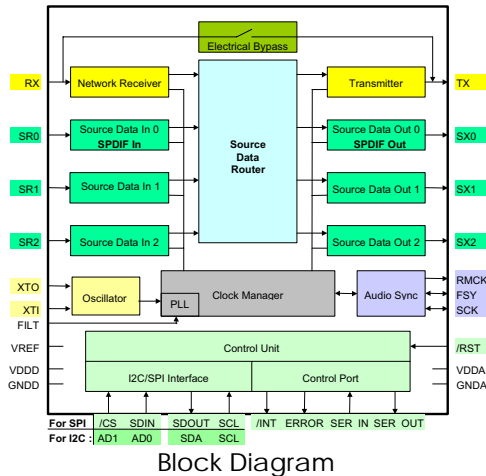 Electrical Bypass
RX
Network Receiver
Transmitter
TX
SR0
Source Data In 0
SPDIF In
Source Data Out 0
SPDIF Out
SX0
Source
Data
Router
SR1
Source Data In 1
Source Data Out 1
SX1
SR2
Source Data In 2
Source Data Out 2
SX2
XTO
XTI
Oscillator
Clock Manager
PLL
Audio Sync
RMCK
FSY
SCK
FILT
VREF
Control Unit
/RST
VDDD
GNDD
I2C/SPI Interface
Control Port
VDDA
GNDA
For SPI /CS SDIN SDOUT SCL /INT ERROR SER IN SER OUT
For I2C : AD1 AD0 SDA SCL
Block Diagram